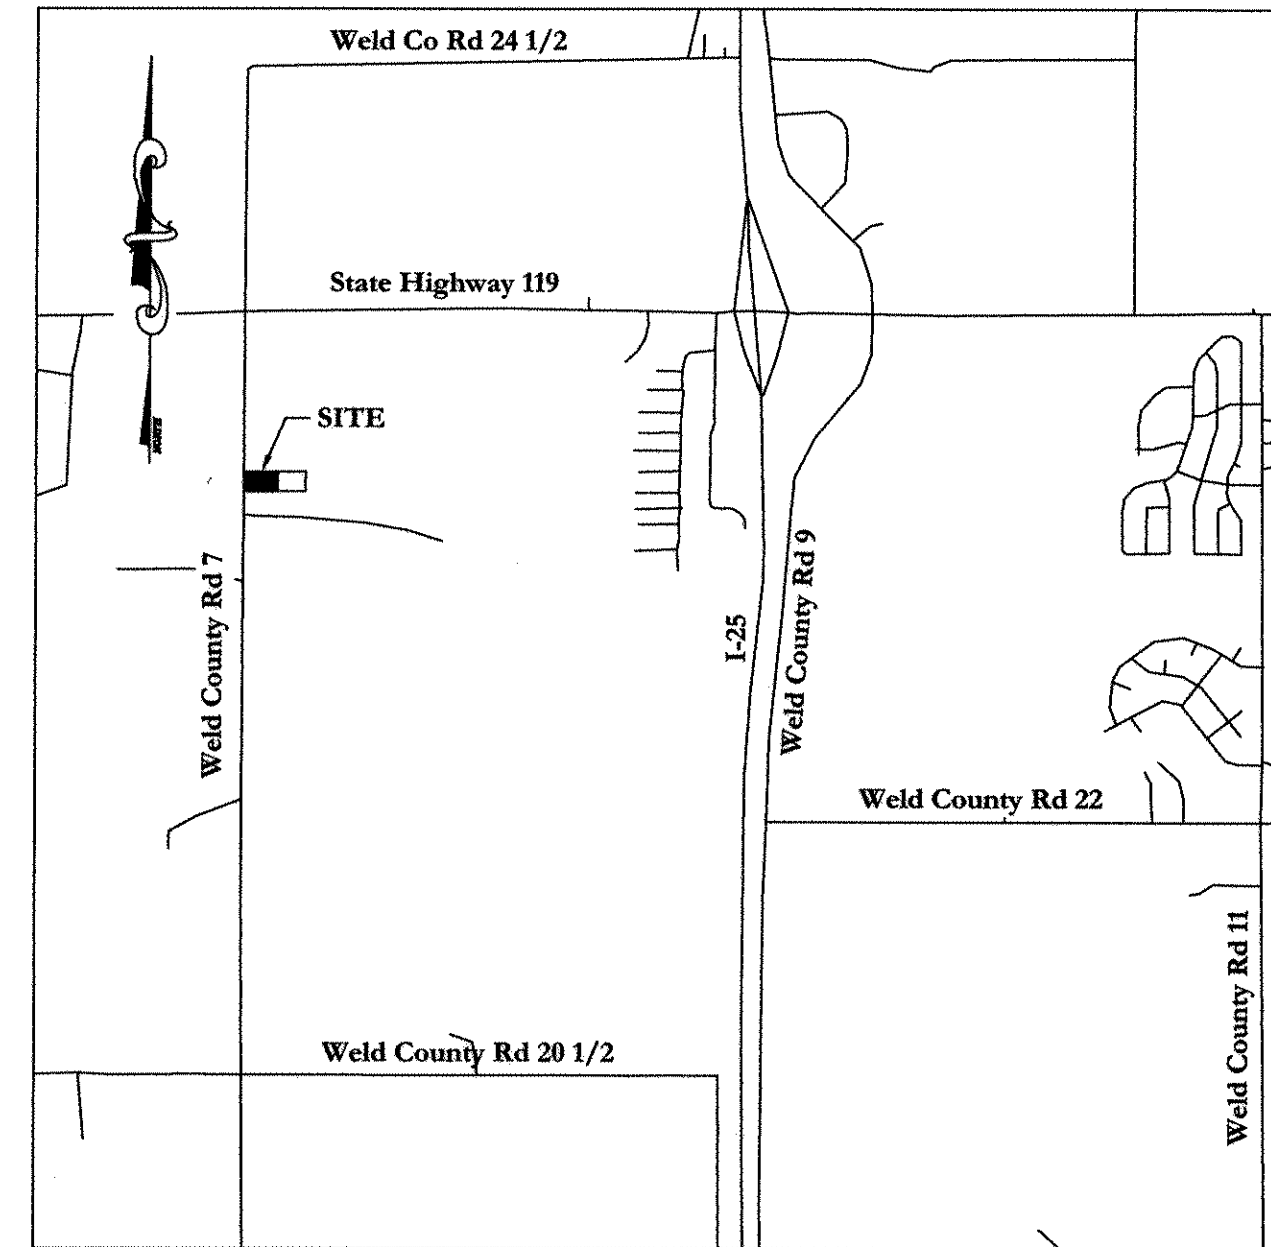 Weld Co Rd 24 1/2
State Highway 119
SITE
Weld County Rd 7
I-25
Weld County Rd 9
Weld County Rd 22
Weld County Rd 11
Weld County Rd 20 1/2